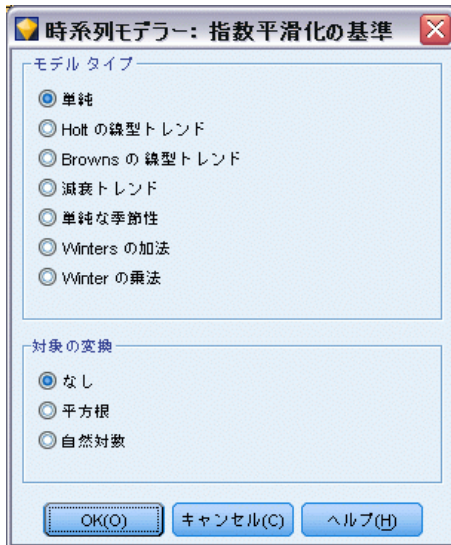 時系列モデラー: 指数平滑化の基準
モデル タイプ
単純
Holt の線型トレンド
Browns の 線型トレンド
減衰トレンド
単純な季節性
Winters の加法
Winter の乗法
対象の変換
なし
平方根
自然対数
OK(O)
キャンセル(C)
ヘルプ(H)